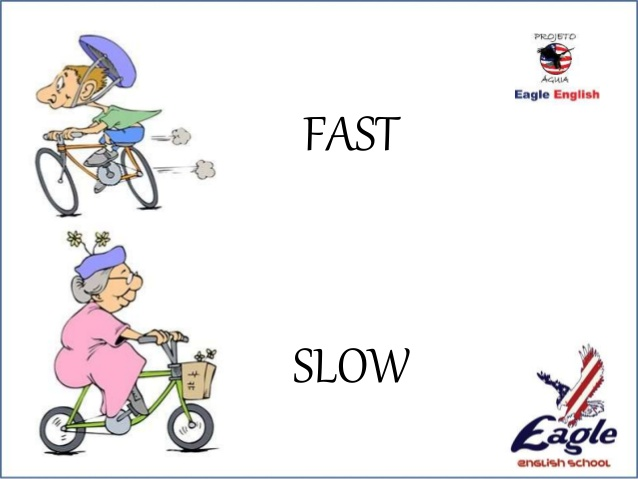 PROJETO
ÁGUIA
Eagle English
FAST
SLOW
Eagle
ENGLISH SCHOOL